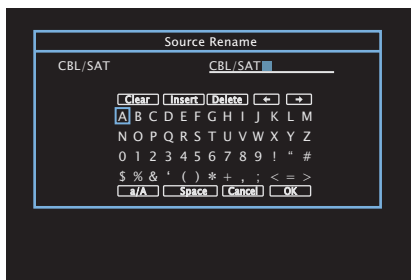 Source Rename
CBL/SAT CBL/SAT
Clear Insert Delete ← →
A B C D E F G H I J K L M
N O P Q R S T U V W X Y Z
0 1 2 3 4 5 6 7 8 9 ! “ #
$ % & ‘ ( ) * + , ; < = >
a/A Space Cancel OK